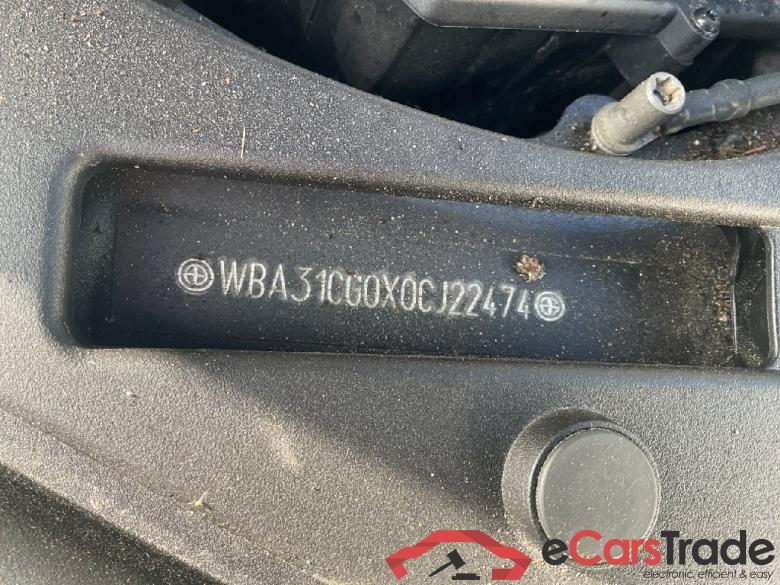 WBA31CG0X0CJ22474
eCarsTrade
electronic, efficient & easy